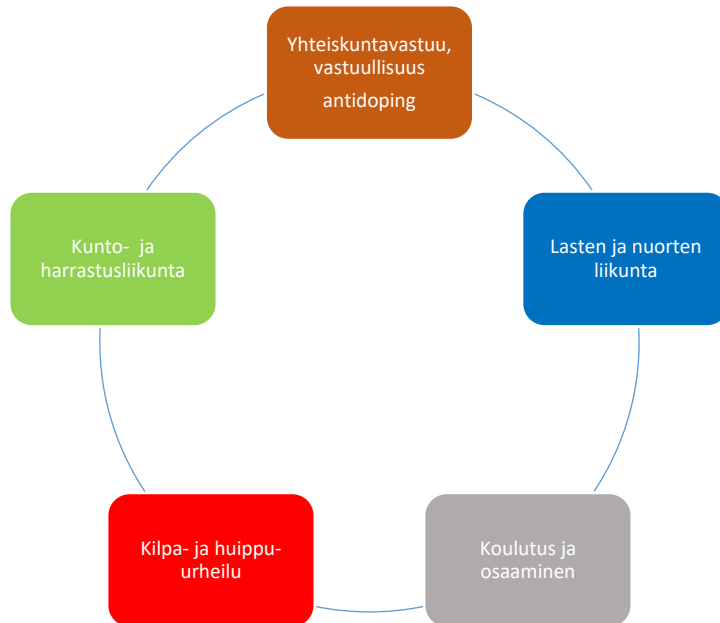 Yhteiskuntavastuu,
vastuullisuus
antidoping
Kunto- ja
harrastusliikunta
Lasten ja nuorten
liikunta
Kilpa- ja huippu-
urheilu
Koulutus ja
osaaminen